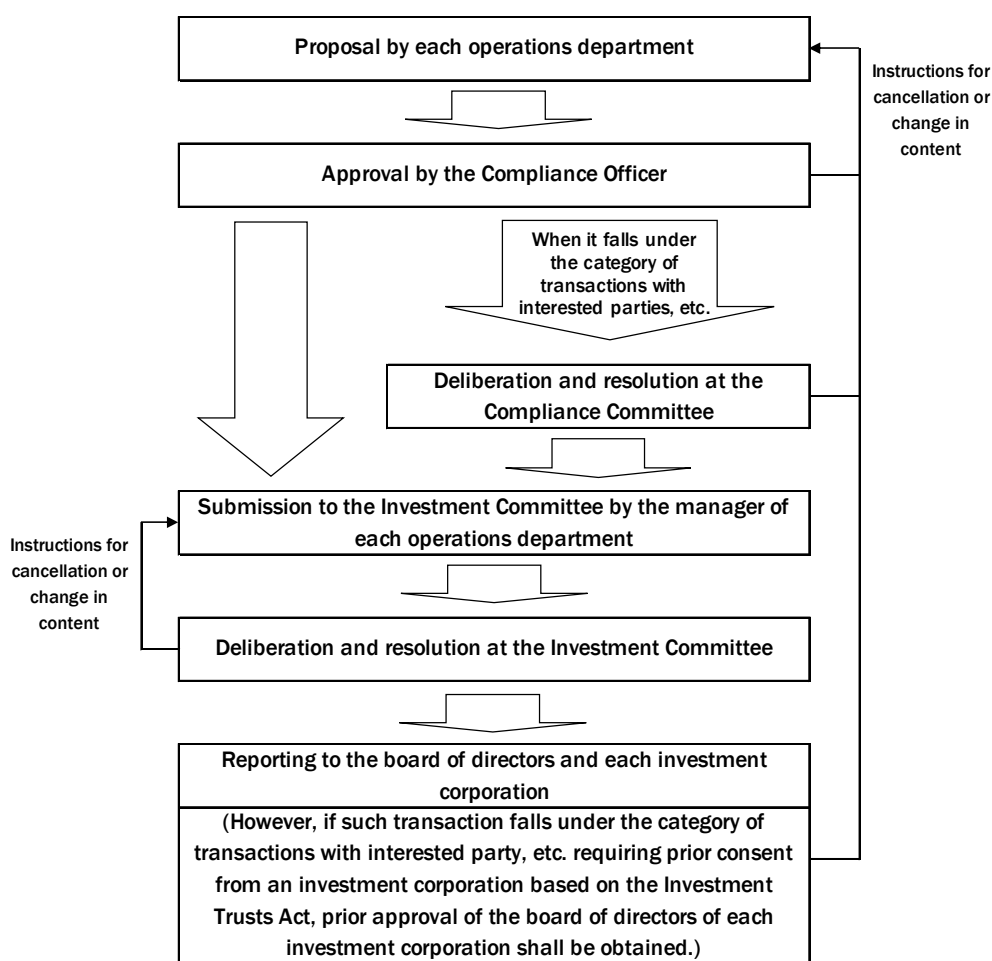 Proposal by each operations department
Instructions for
cancellation or
change in
content
Approval by the Compliance Officer
When it falls under
the category of
transactions with
interested parties, etc.
Deliberation and resolution at the
Compliance Committee
Submission to the Investment Committee by the manager of
each operations department
Instructions for
cancellation or
change in
content
Deliberation and resolution at the Investment Committee
Reporting to the board of directors and each investment
corporation
(However, if such transaction falls under the category of
transactions with interested party, etc. requiring prior consent
from an investment corporation based on the Investment
Trusts Act, prior approval of the board of directors of each
investment corporation shall be obtained.)